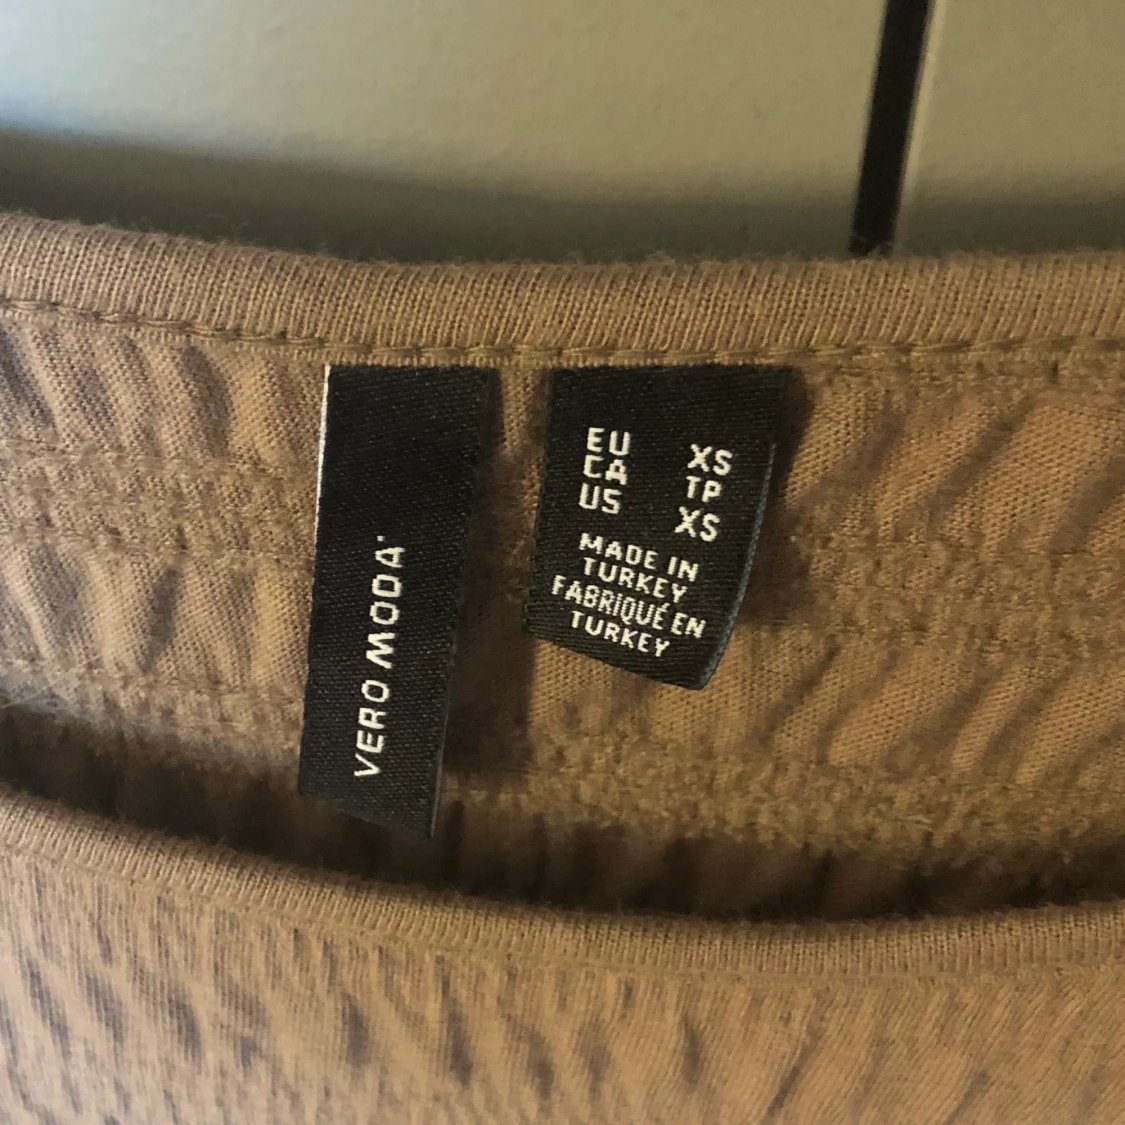 VERO MODA
EU XS
CA TP
US XS
MADE IN
TURKEY
FABRIQUÉ EN
TURKEY